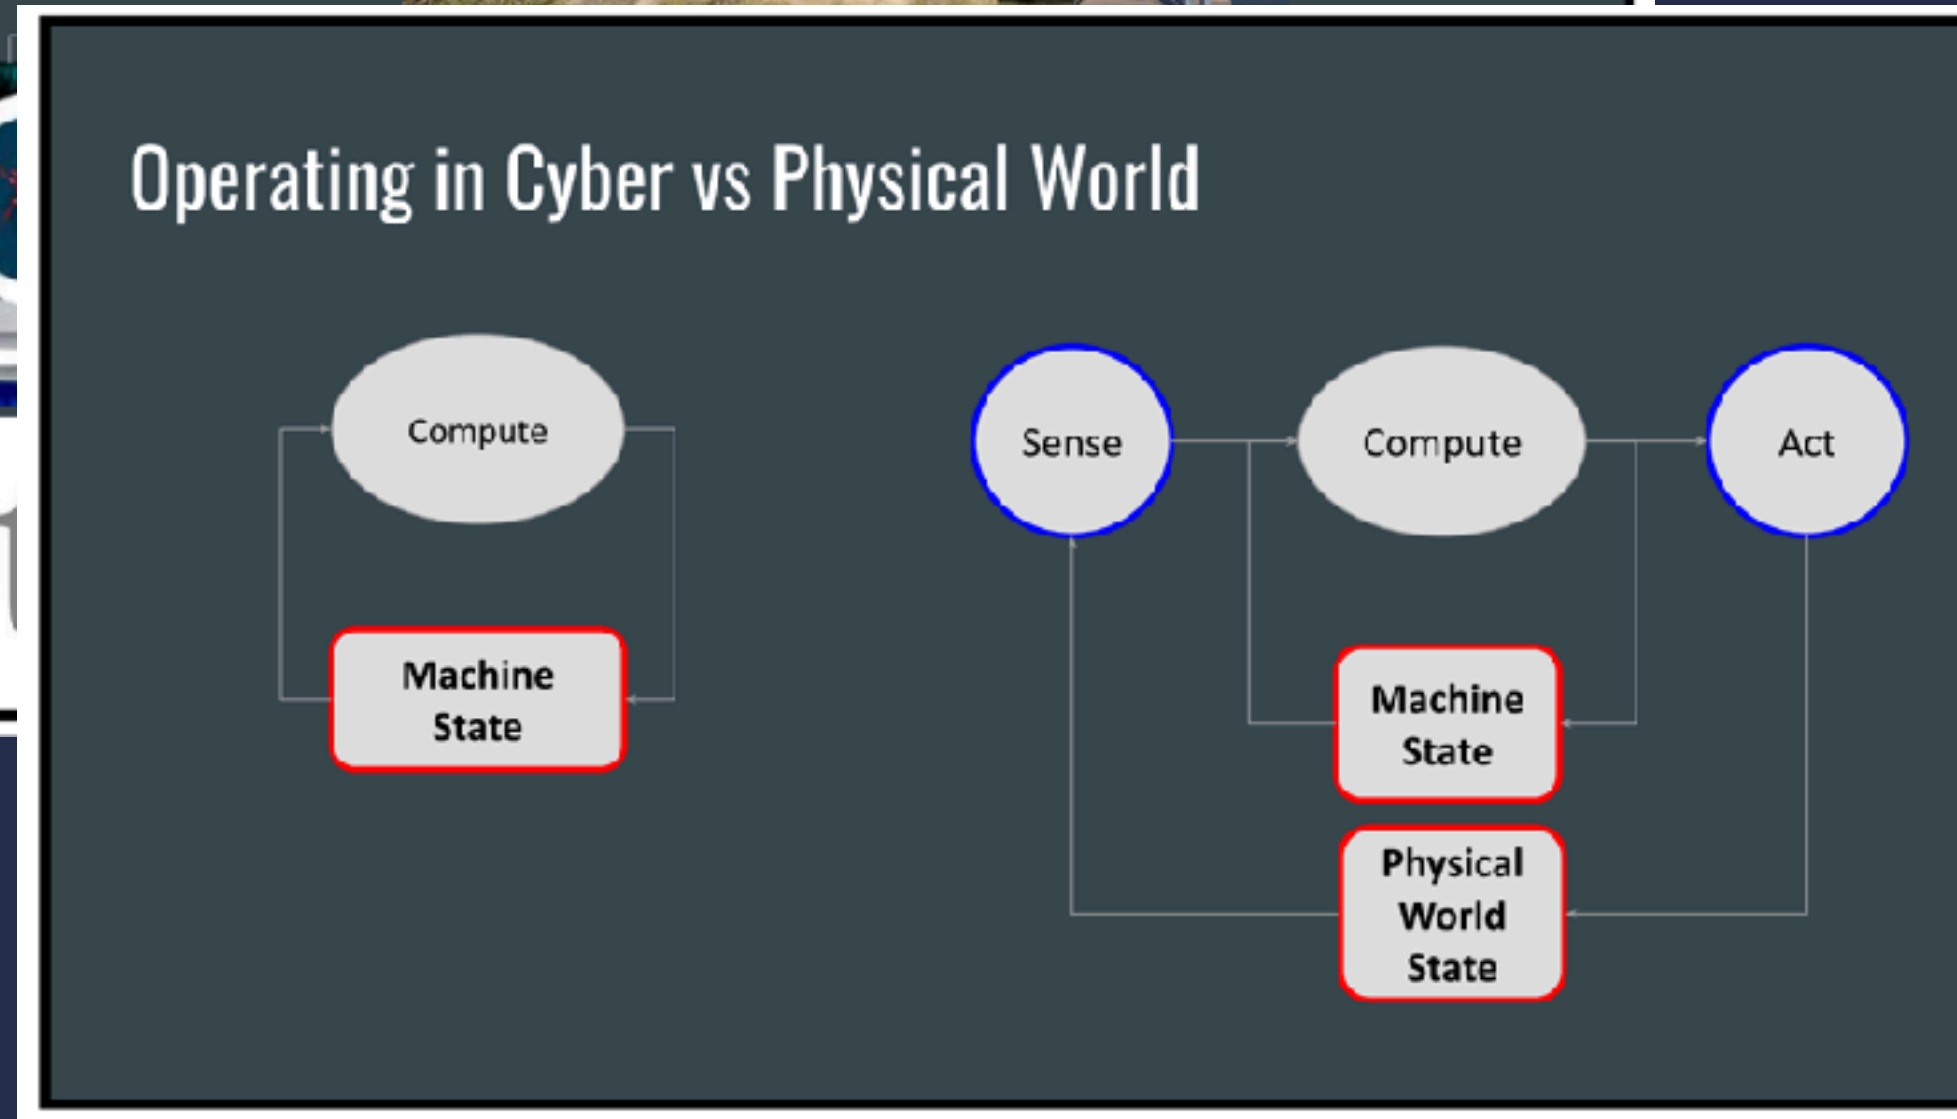 Operating in Cyber vs Physical World
Compute
Machine
State
Sense
Compute
Act
Machine
State
Physical
World
State